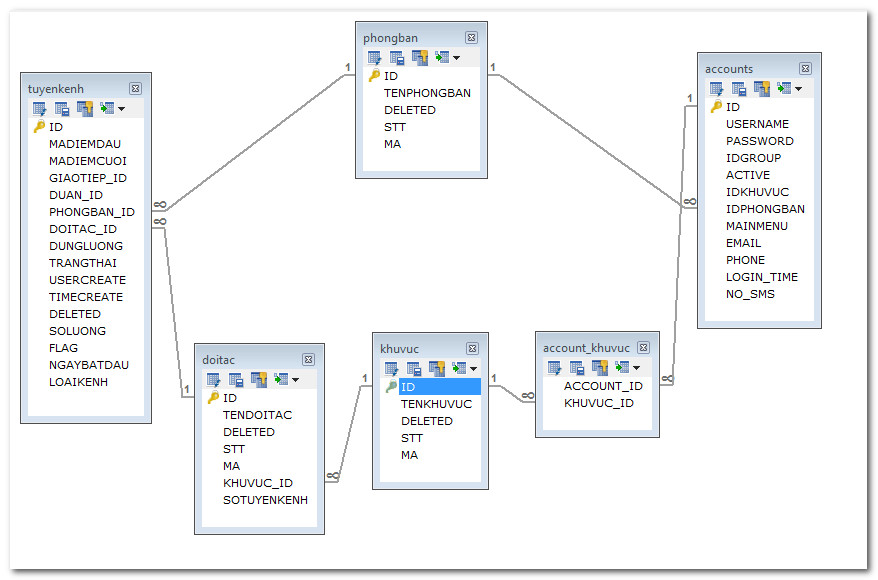 phongban
ID
TENPHONGBAN
DELETED
STT
MA
accounts
ID
USERNAME
PASSWORD
IDGROUP
ACTIVE
IDKHUVUC
IDPHONGBAN
MAINMENU
EMAIL
PHONE
LOGIN_TIME
NO_SMS
tuyenkenh
ID
MADIEMDAU
MADIEMCUOI
GIAOTIEP_ID
DUAN_ID
PHONGBAN_ID
DOITAC_ID
DUNGLUONG
TRANGTHAI
USERCREATE
TIMECREATE
DELETED
SOLUONG
FLAG
NGAYBATDAU
LOAIKENH
doitac
ID
TENDOITAC
DELETED
STT
MA
KHUVUC_ID
SOTUYENKENH
khuvuc
ID
TENKHUVUC
DELETED
STT
MA
account_khuvuc
ACCOUNT_ID
KHUVUC_ID
1
1
1
∞
∞
∞
1
1
1
∞
∞
∞